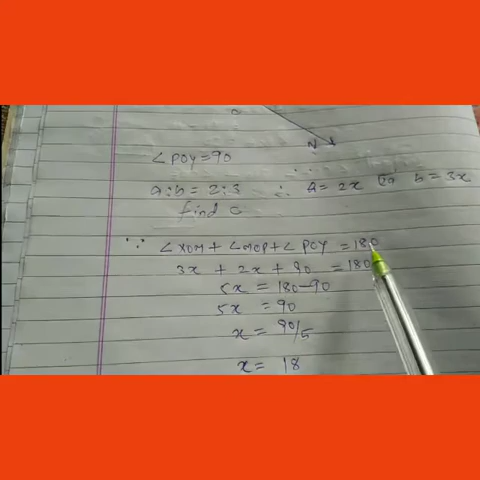 N
∠POY=90
a:b=2:3 ∴ a=2x b=3x
find c
∵ ∠XOM+∠MOP+∠POY=180
3x+2x+90=180
5x=180-90
5x=90
x=90/5
x=18